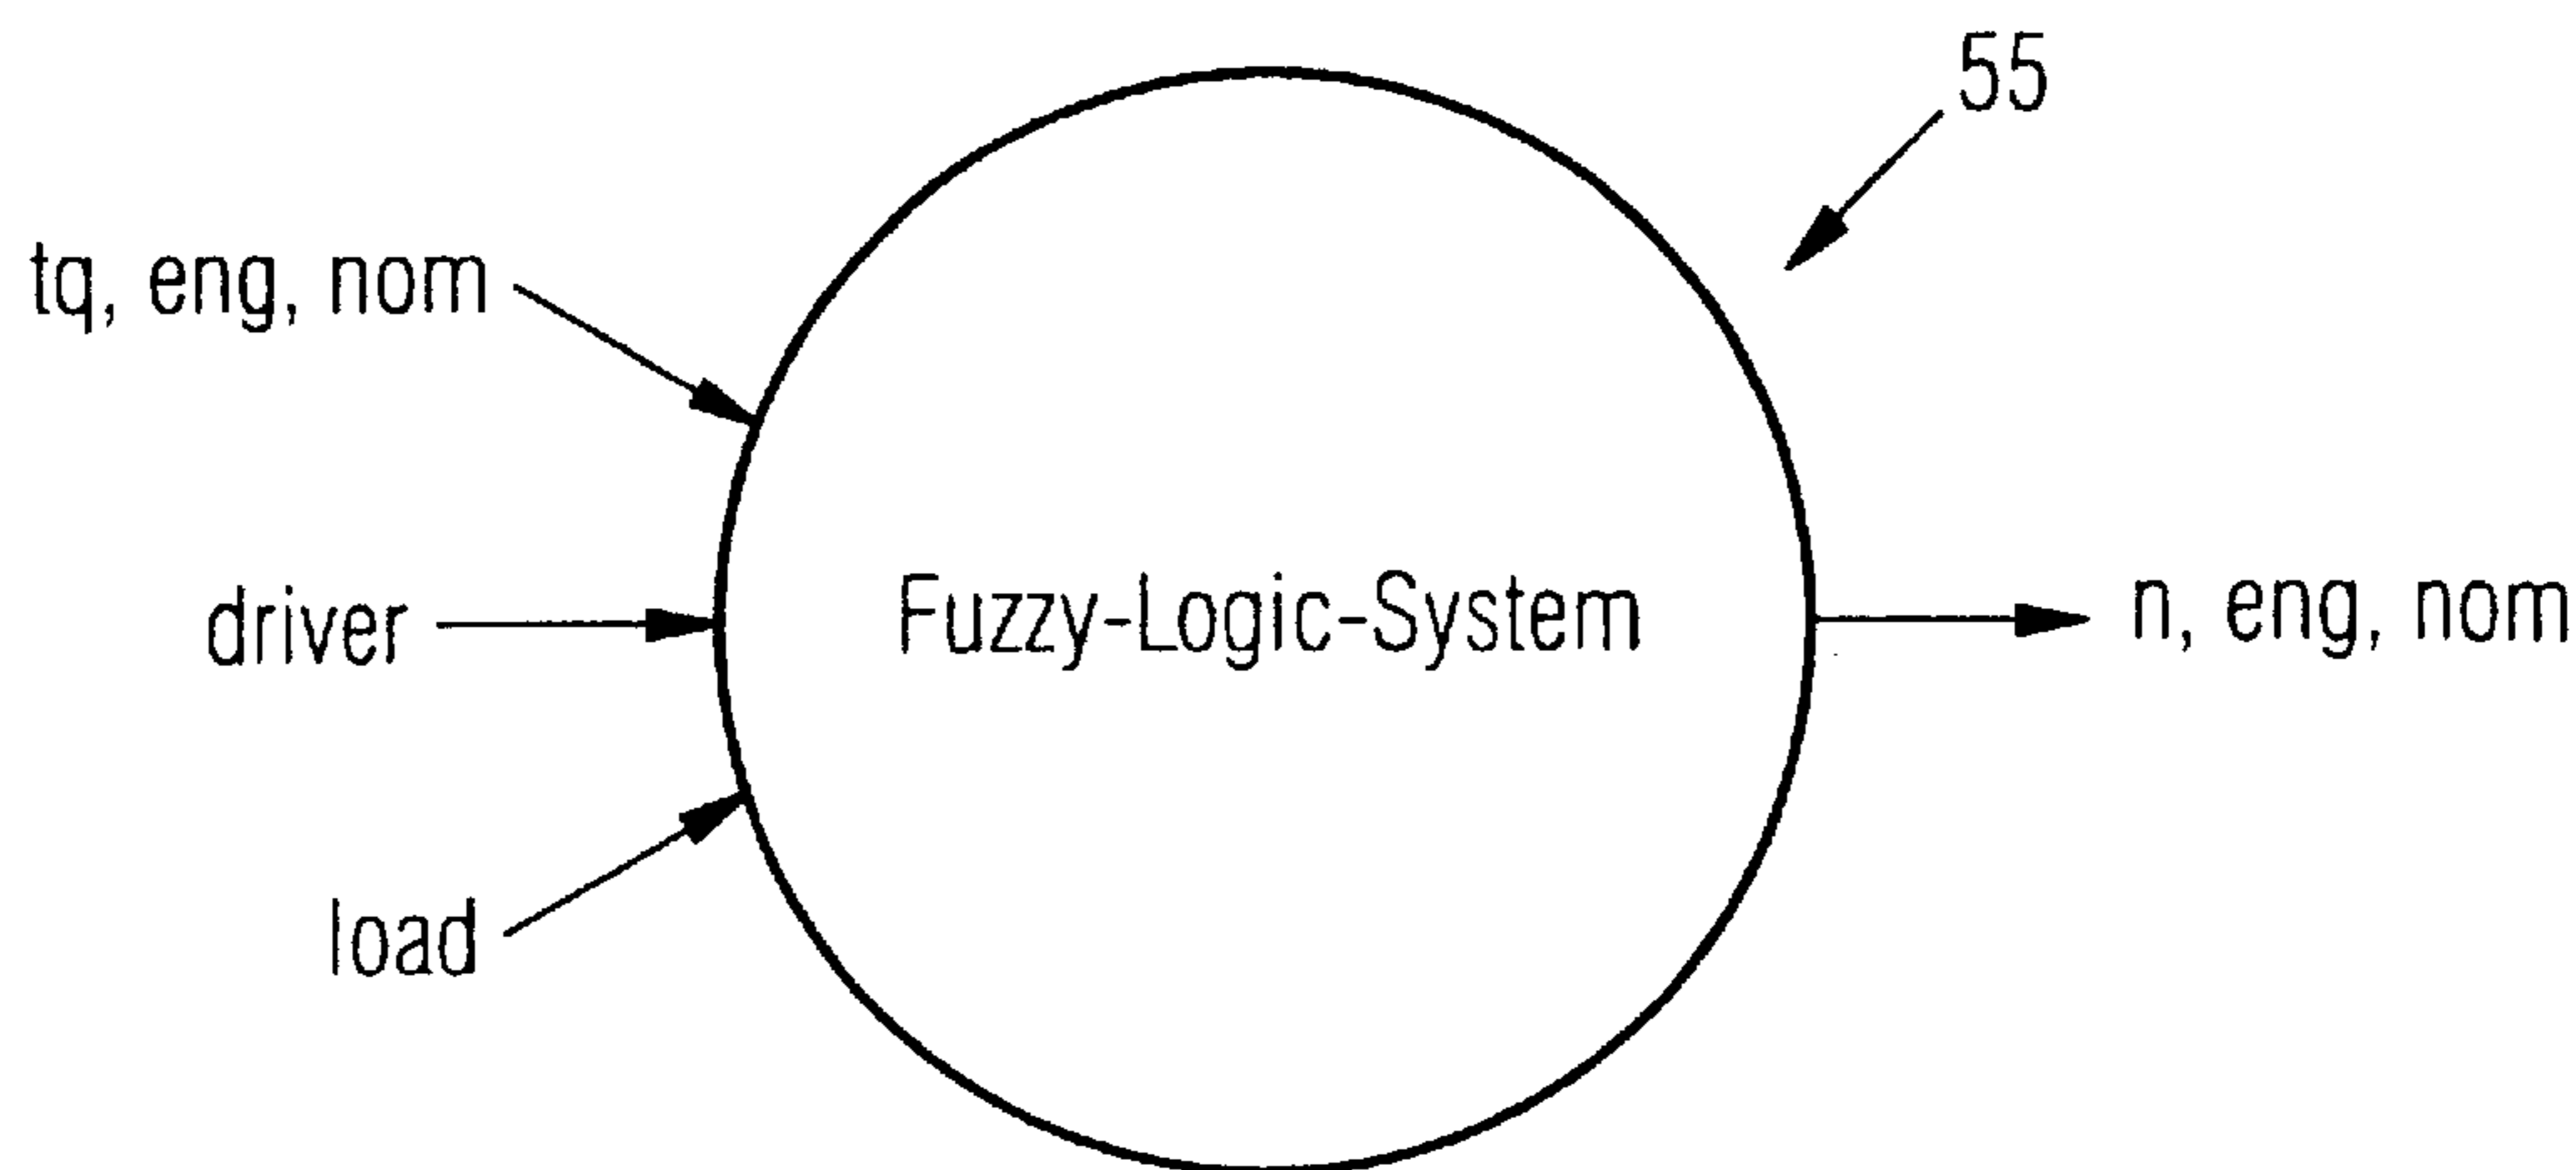 55
tq, eng, nom
driver
Fuzzy-Logic-System
n, eng, nom
load